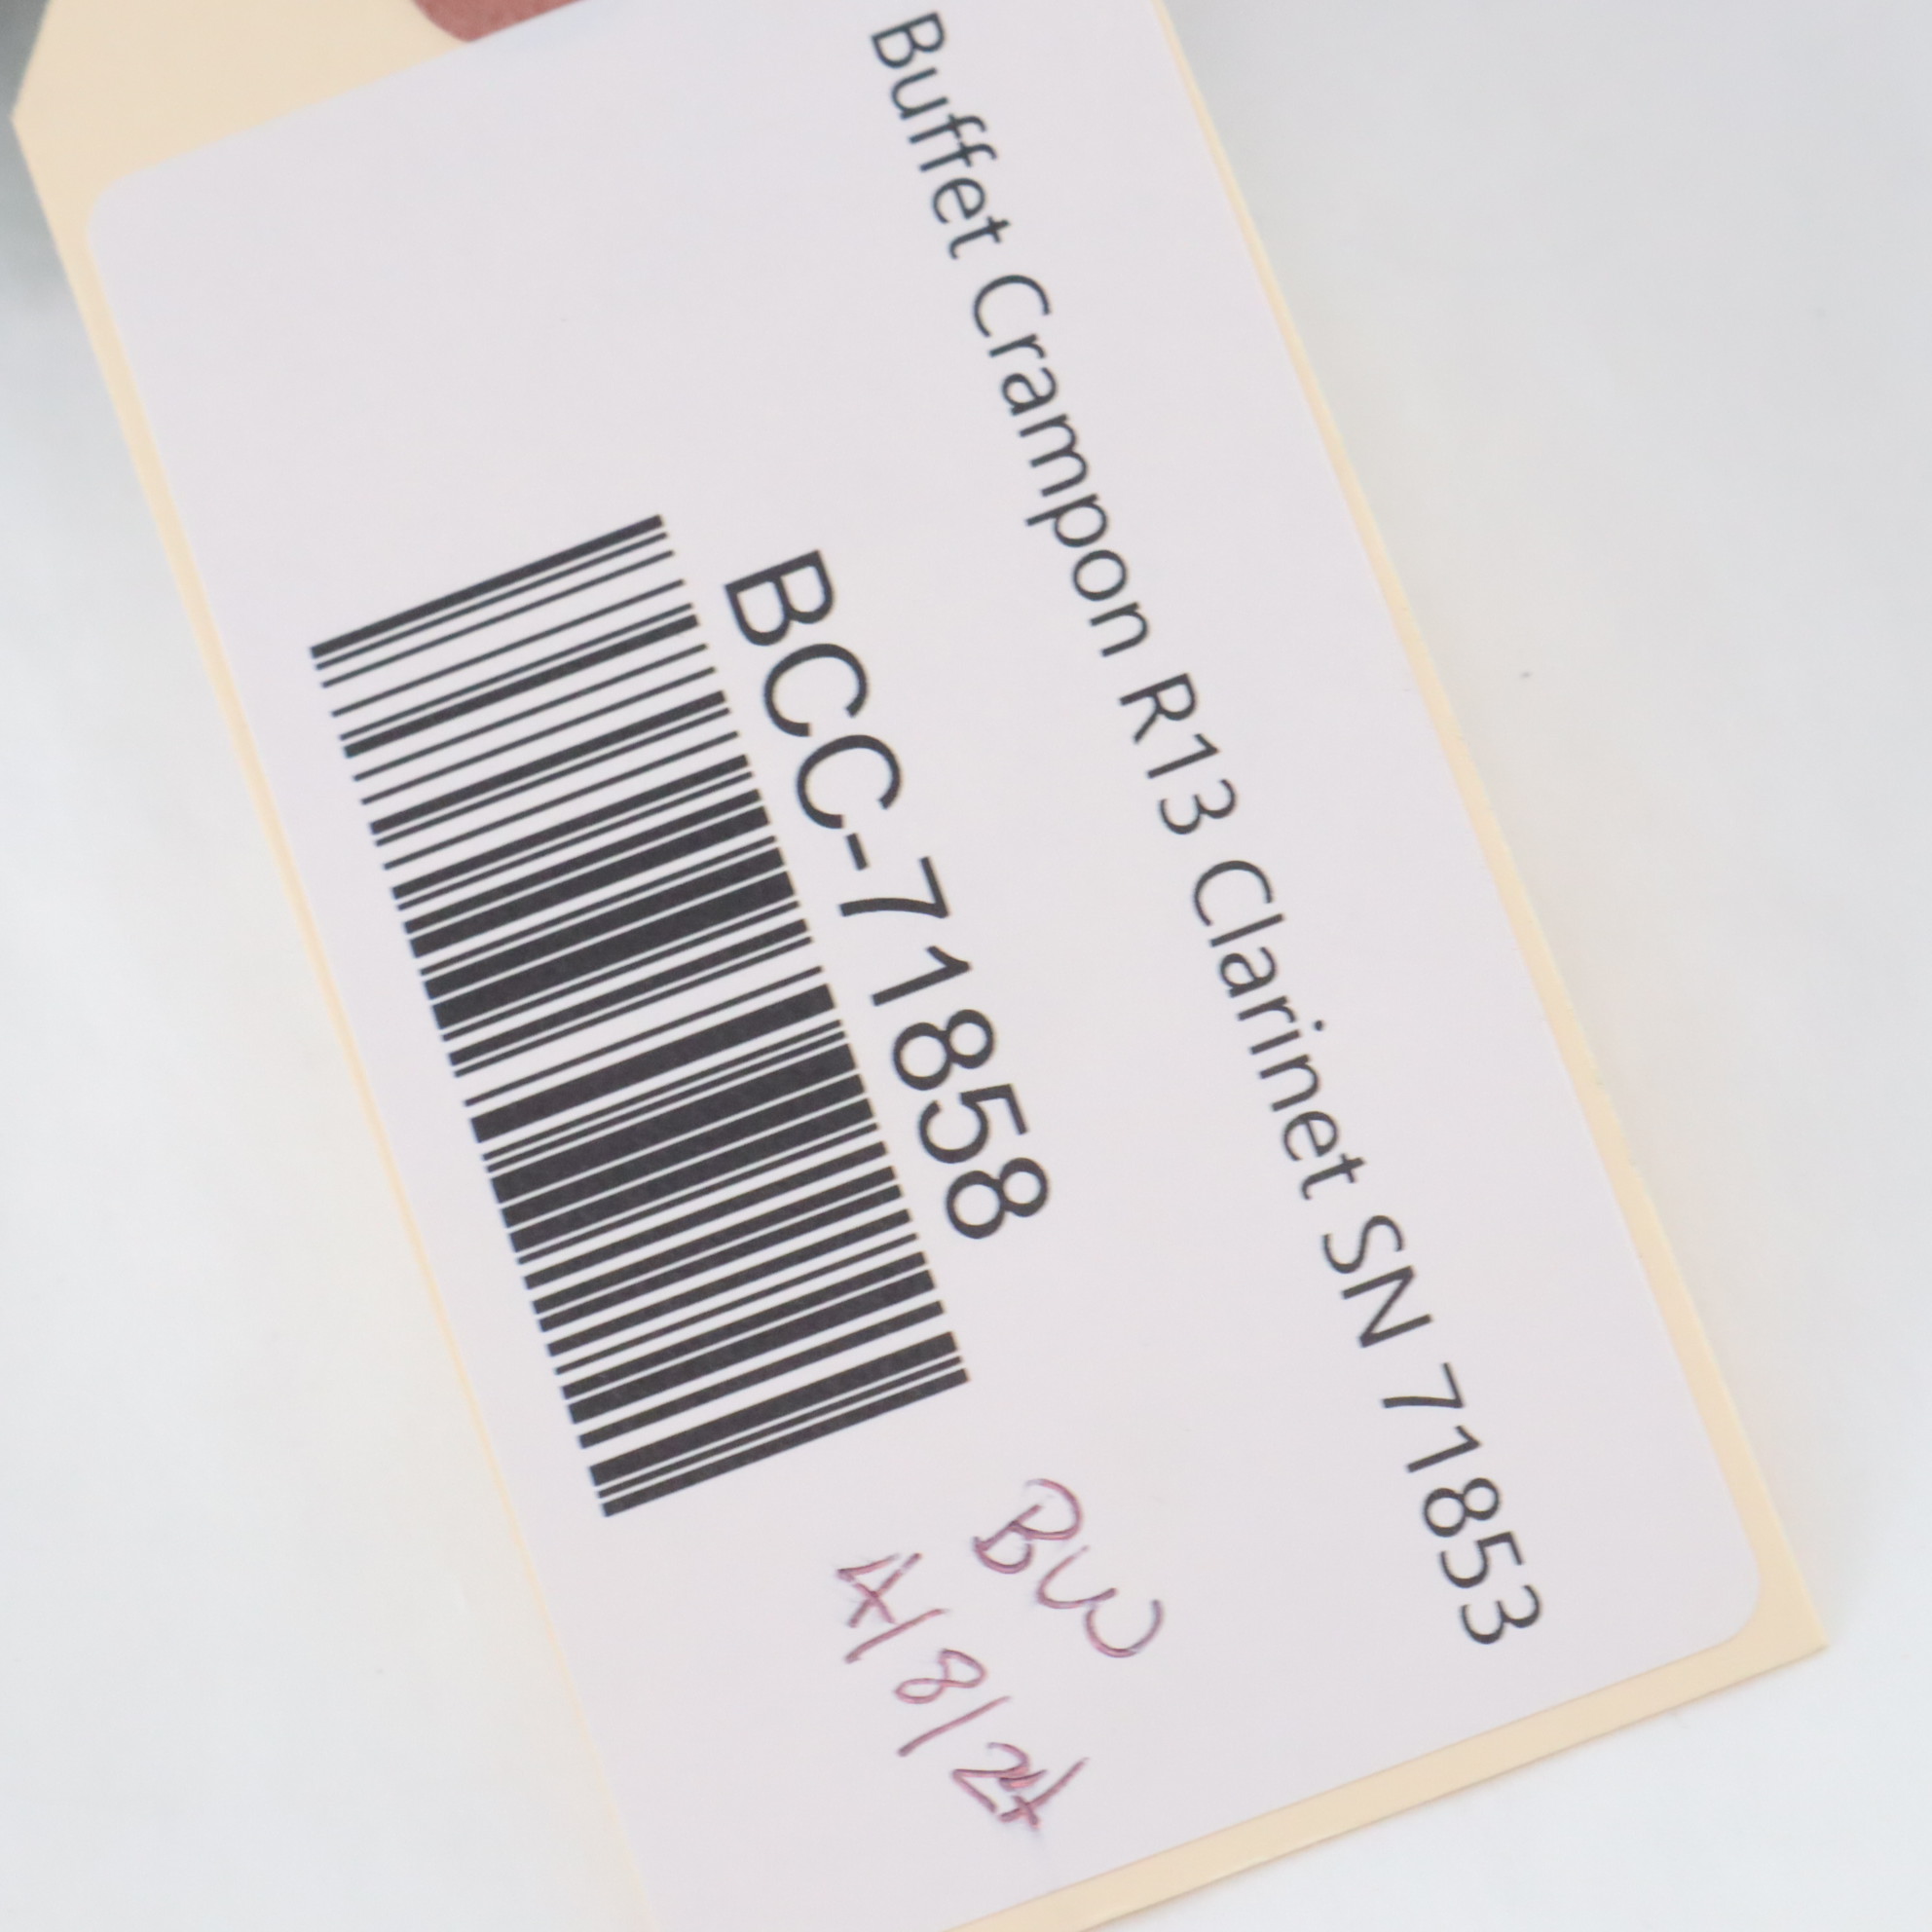 Buffet Crampon R13 Clarinet SN 71853
BCC-71858
BW
4/8/24